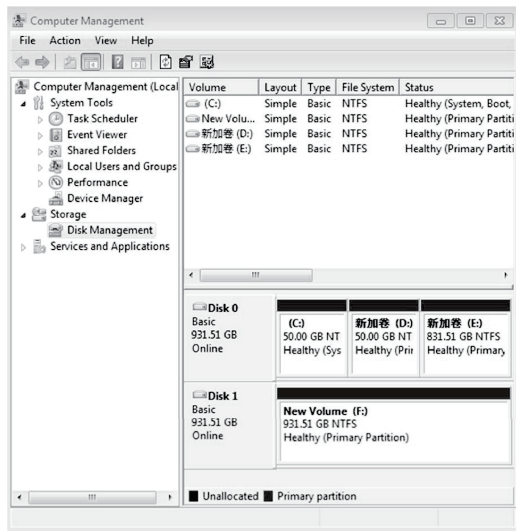 Computer Management
File Action View Help
Computer Management (Local
System Tools
Task Scheduler
Event Viewer
Shared Folders
Local Users and Groups
Performance
Device Manager
Storage
Disk Management
Services and Applications
Volume Layout Type File System Status
(C:) Simple Basic NTFS Healthy (System, Boot,
New Volu... Simple Basic NTFS Healthy (Primary Partiti
新加卷 (D:) Simple Basic NTFS Healthy (Primary Partiti
新加卷 (E:) Simple Basic NTFS Healthy (Primary Partiti
Disk 0
Basic
931.51 GB
Online
(C:)
50.00 GB NT
Healthy (Sys
新加卷 (D:)
50.00 GB NT
Healthy (Prir
新加卷 (E:)
831.51 GB NTFS
Healthy (Primary
Disk 1
Basic
931.51 GB
Online
New Volume (F:)
931.51 GB NTFS
Healthy (Primary Partition)
Unallocated Primary partition